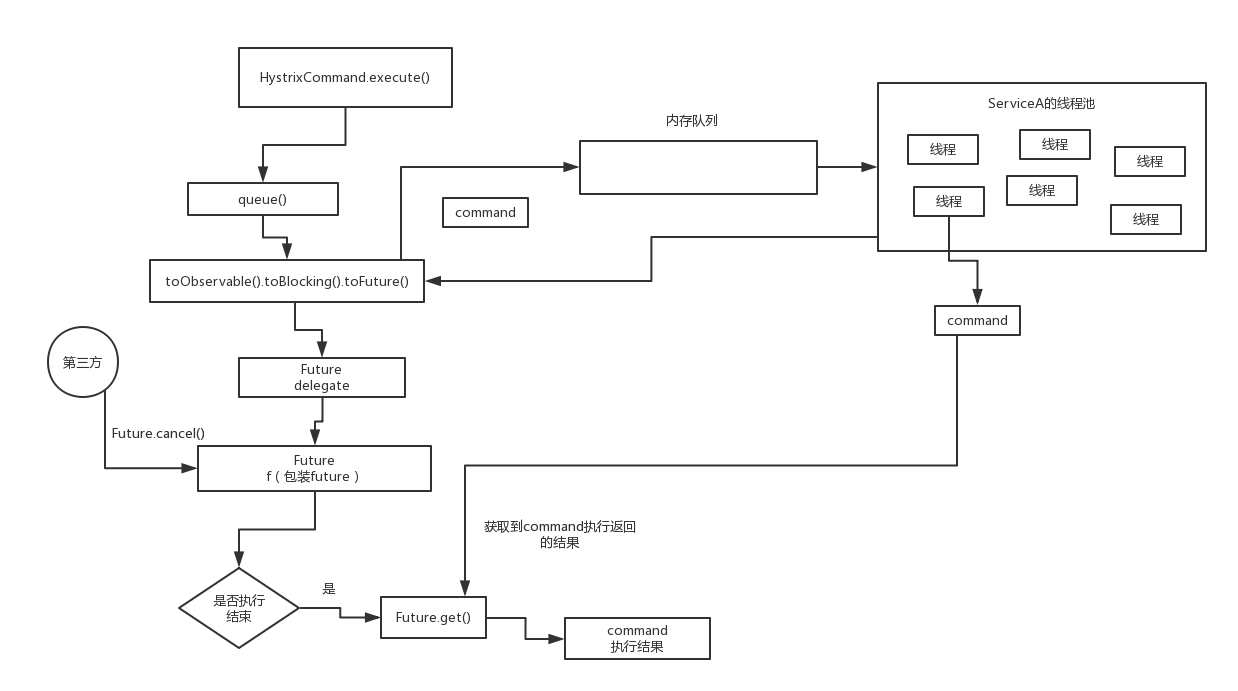 HystrixCommand.execute()
ServiceA的线程池
内存队列
线程
线程
线程
queue()
command
线程
线程
线程
toObservable().toBlocking().toFuture()
command
第三方
Future
delegate
Future.cancel()
Future
f（包装future）
获取到command执行返回
的结果
是
是否执行
结束
Future.get()
command
执行结果